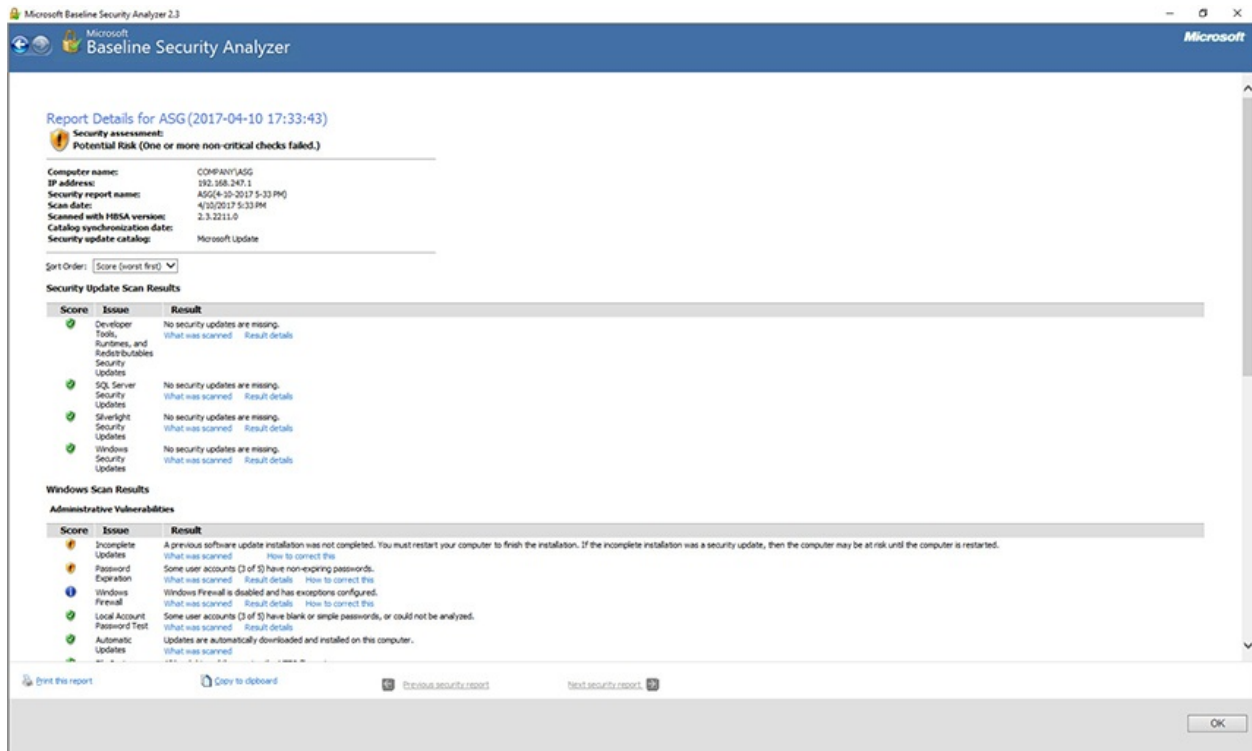 Microsoft Baseline Security Analyzer 2.3
Microsoft
Baseline Security Analyzer
Microsoft
Report Details for ASG (2017-04-10 17:33:43)
Security assessment:
Potential Risk (One or more non-critical checks failed.)
Computer name: COMPANY\ASG
IP address: 192.168.247.1
Security report name: ASG(4-10-2017 5-33 PM)
Scan date: 4/10/2017 5:33 PM
Scanned with MBSA version: 2.3.2211.0
Catalog synchronization date:
Security update catalog: Microsoft Update
Sort Order: Score (worst first)
Security Update Scan Results
Score Issue Result
Developer Tools, Runtimes, and Redistributables Security Updates
No security updates are missing.
What was scanned Result details
SQL Server Security Updates
No security updates are missing.
What was scanned Result details
Silverlight Security Updates
No security updates are missing.
What was scanned Result details
Windows Security Updates
No security updates are missing.
What was scanned Result details
Windows Scan Results
Administrative Vulnerabilities
Score Issue Result
Incomplete Updates
A previous software update installation was not completed. You must restart your computer to finish the installation. If the incomplete installation was a security update, then the computer may be at risk until the computer is restarted.
What was scanned How to correct this
Password Expiration
Some user accounts (3 of 5) have non-expiring passwords.
What was scanned Result details How to correct this
Windows Firewall
Windows Firewall is disabled and has exceptions configured.
What was scanned Result details How to correct this
Local Account Password Test
Some user accounts (3 of 5) have blank or simple passwords, or could not be analyzed.
What was scanned Result details
Automatic Updates
Updates are automatically downloaded and installed on this computer.
What was scanned
Print this report Copy to clipboard Previous security report Next security report
OK